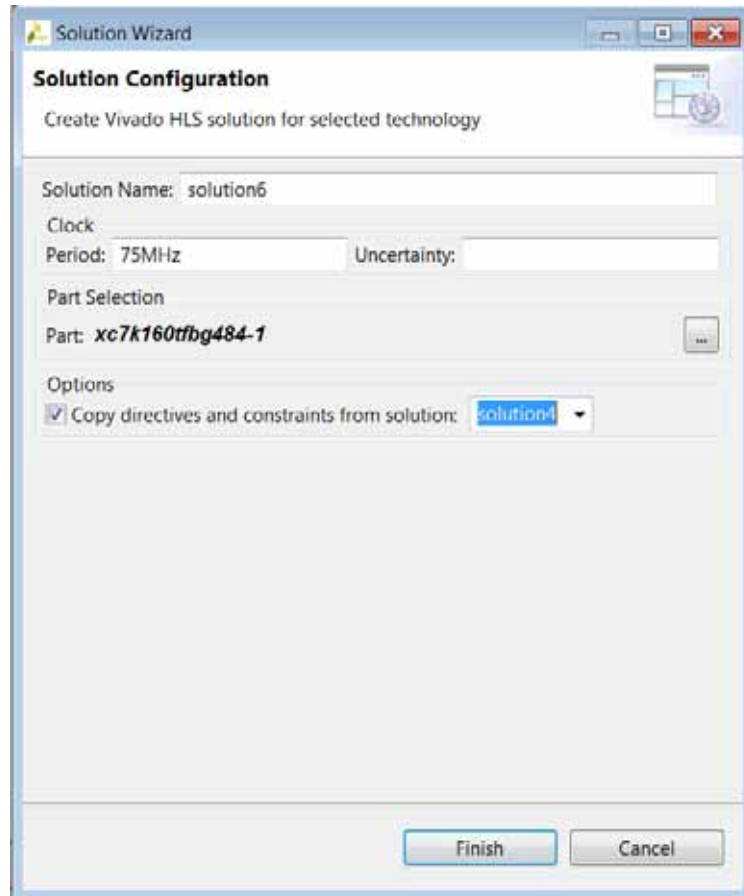 Solution Wizard
Solution Configuration
Create Vivado HLS solution for selected technology
Solution Name: solution6
Clock
Period: 75MHz Uncertainty:
Part Selection
Part: xc7k160tfbg484-1 ...
Options
Copy directives and constraints from solution: solution4
Finish Cancel